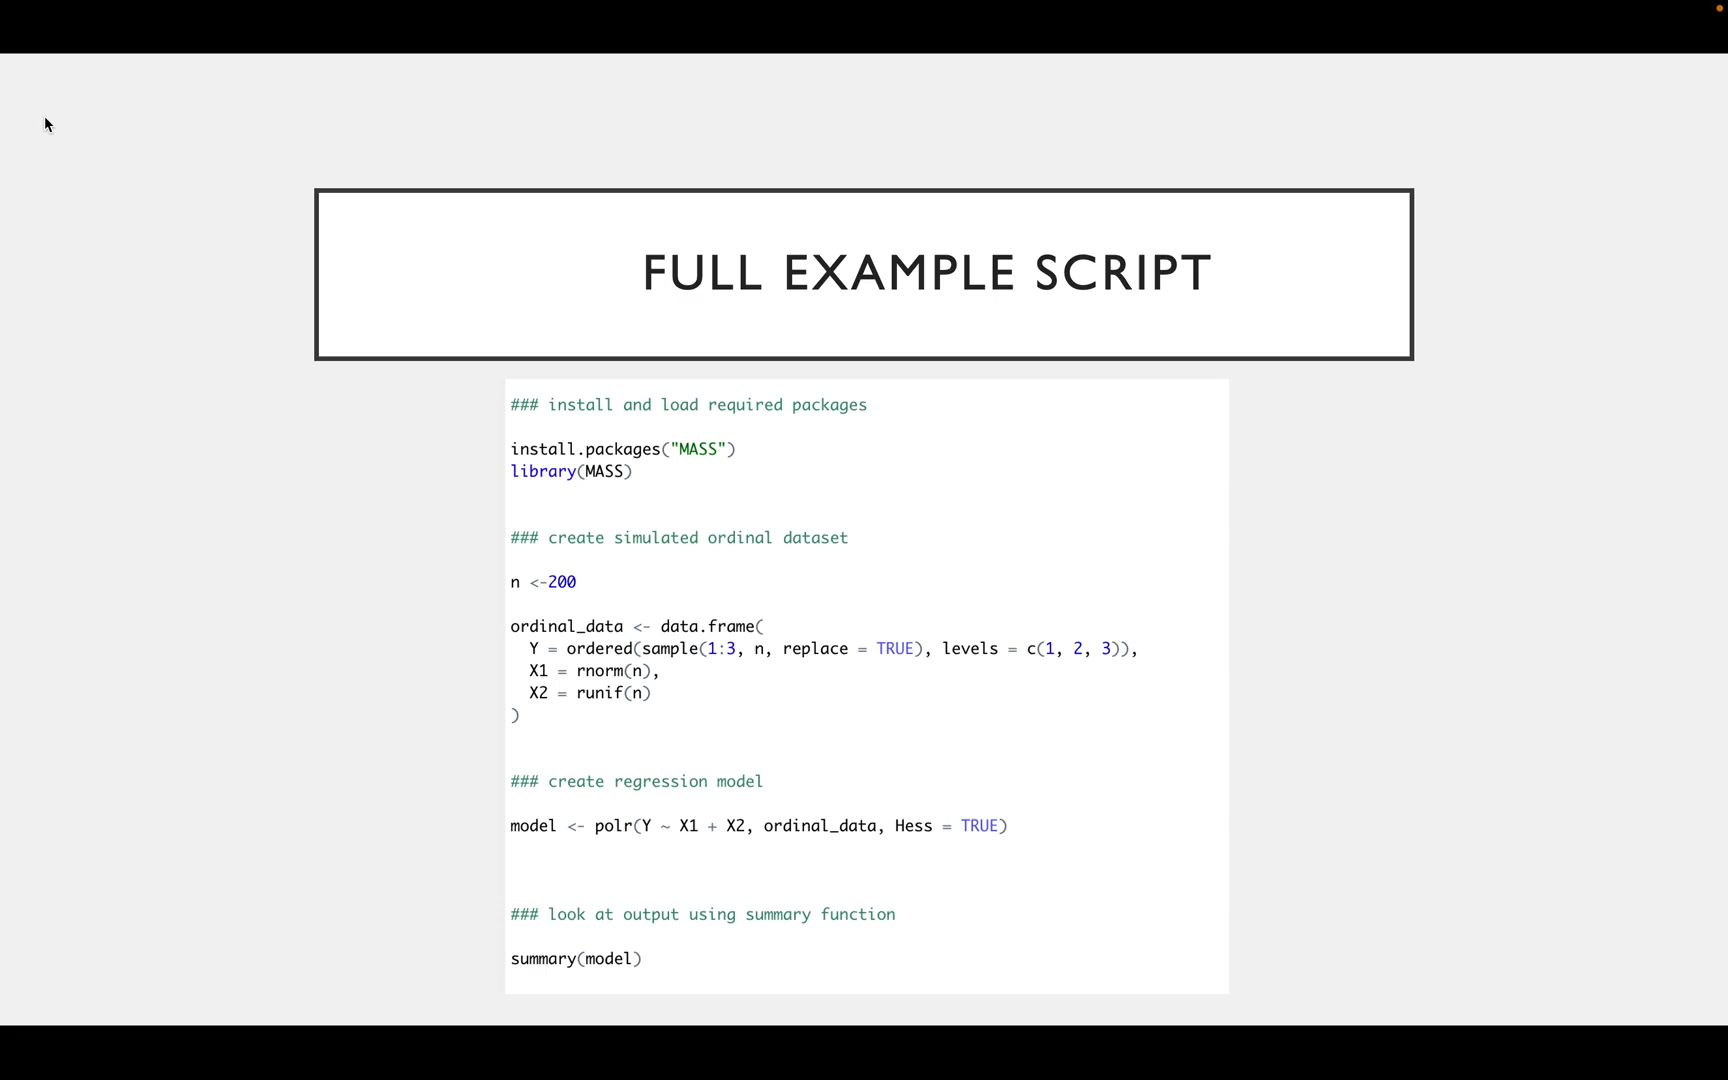 FULL EXAMPLE SCRIPT
### install and load required packages
install.packages("MASS")
library(MASS)
### create simulated ordinal dataset
n <-200
ordinal_data <- data.frame(
  Y = ordered(sample(1:3, n, replace = TRUE), levels = c(1, 2, 3)),
  X1 = rnorm(n),
  X2 = runif(n)
)
### create regression model
model <- polr(Y ~ X1 + X2, ordinal_data, Hess = TRUE)
### look at output using summary function
summary(model)